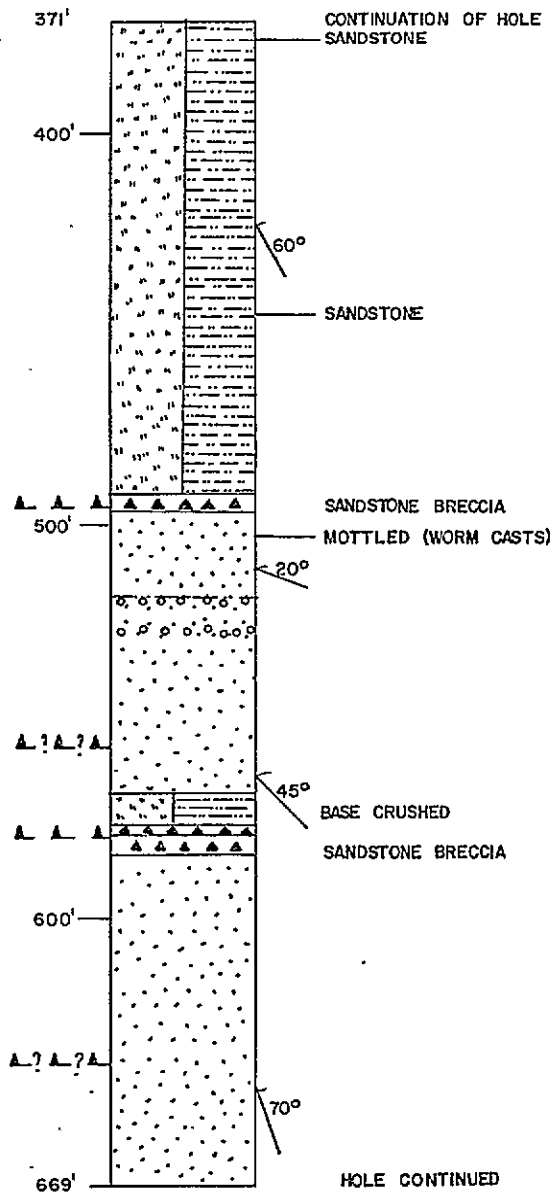 371'
CONTINUATION OF HOLE
SANDSTONE
400'
60°
SANDSTONE
SANDSTONE BRECCIA
500'
MOTTLED (WORM CASTS)
20°
? ?
45°
BASE CRUSHED
SANDSTONE BRECCIA
600'
? ?
70°
669'
HOLE CONTINUED